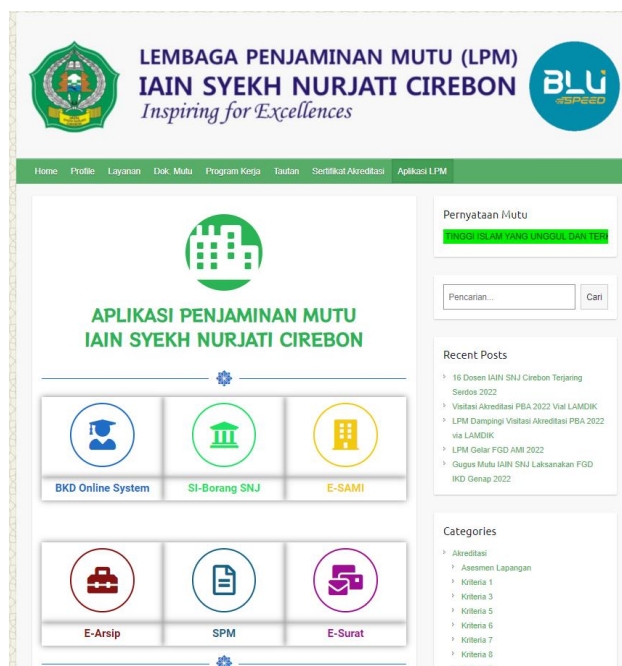 LEMBAGA PENJAMINAN MUTU (LPM)
IAIN SYEKH NURJATI CIREBON
Inspiring for Excellences
BLU
SPEED
Home Profile Layanan Dok. Mutu Program Kerja Tautan Sertifikat Akreditasi Aplikasi LPM
APLIKASI PENJAMINAN MUTU
IAIN SYEKH NURJATI CIREBON
BKD Online System
SI-Borang SNJ
E-SAMI
E-Arsip
SPM
E-Surat
Pernyataan Mutu
TINGGI ISLAM YANG UNGGUL DAN
Pencarian...
Cari
Recent Posts
16 Dosen IAIN SNJ Cirebon Terjaring
Serdos 2022
Visitasi Akreditasi PBA 2022 Vial LAMDIK
LPM Dampingi Visitasi Akreditasi PBA 2022
via LAMDIK
LPM Gelar FGD AMI 2022
Gugus Mutu IAIN SNJ Laksanakan FGD
IKD Genap 2022
Categories
Akreditasi
Asesmen Lapangan
Kriteria 1
Kriteria 3
Kriteria 5
Kriteria 6
Kriteria 7
Kriteria 8